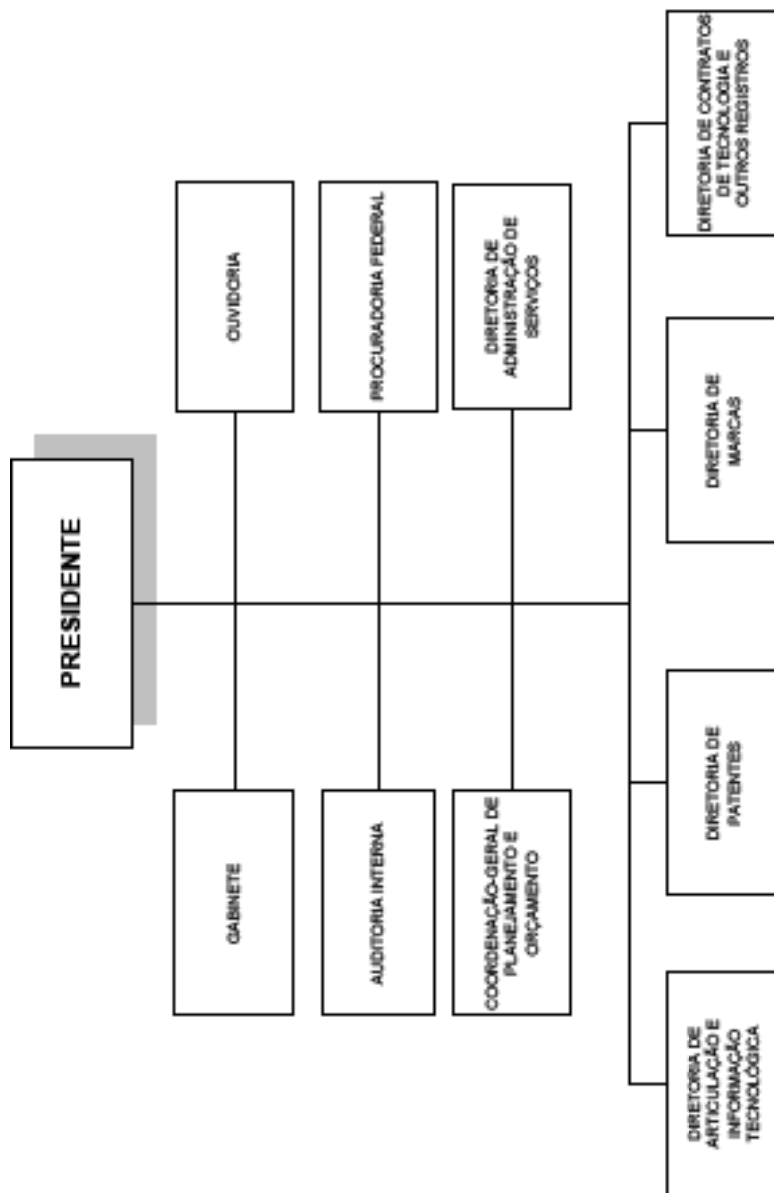 PRESIDENTE
GABINETE
OUVIDORIA
AUDITORIA INTERNA
PROCURADORIA FEDERAL
COORDENAÇÃO-GERAL DE
PLANEJAMENTO E
ORÇAMENTO
DIRETORIA DE
ADMINISTRAÇÃO DE
SERVIÇOS
DIRETORIA DE
ARTICULAÇÃO E
INFORMAÇÃO
TECNOLÓGICA
DIRETORIA DE
PATENTES
DIRETORIA DE
MARCAS
DIRETORIA DE CONTRATOS
DE TECNOLOGIA E
OUTROS REGISTROS